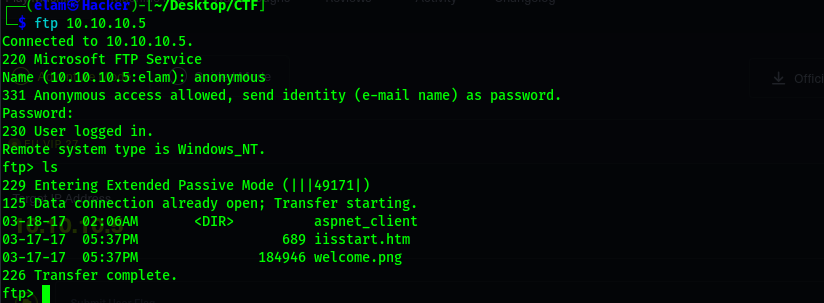 (elam㉿Hacker)-[~/Desktop/CTF]
$ ftp 10.10.10.5
Connected to 10.10.10.5.
220 Microsoft FTP Service
Name (10.10.10.5:elam): anonymous
331 Anonymous access allowed, send identity (e-mail name) as password.
Password:
230 User logged in.
Remote system type is Windows_NT.
ftp> ls
229 Entering Extended Passive Mode (|||49171|)
125 Data connection already open; Transfer starting.
03-18-17  02:06AM       <DIR>          aspnet_client
03-17-17  05:37PM                  689 iisstart.htm
03-17-17  05:37PM               184946 welcome.png
226 Transfer complete.
ftp>